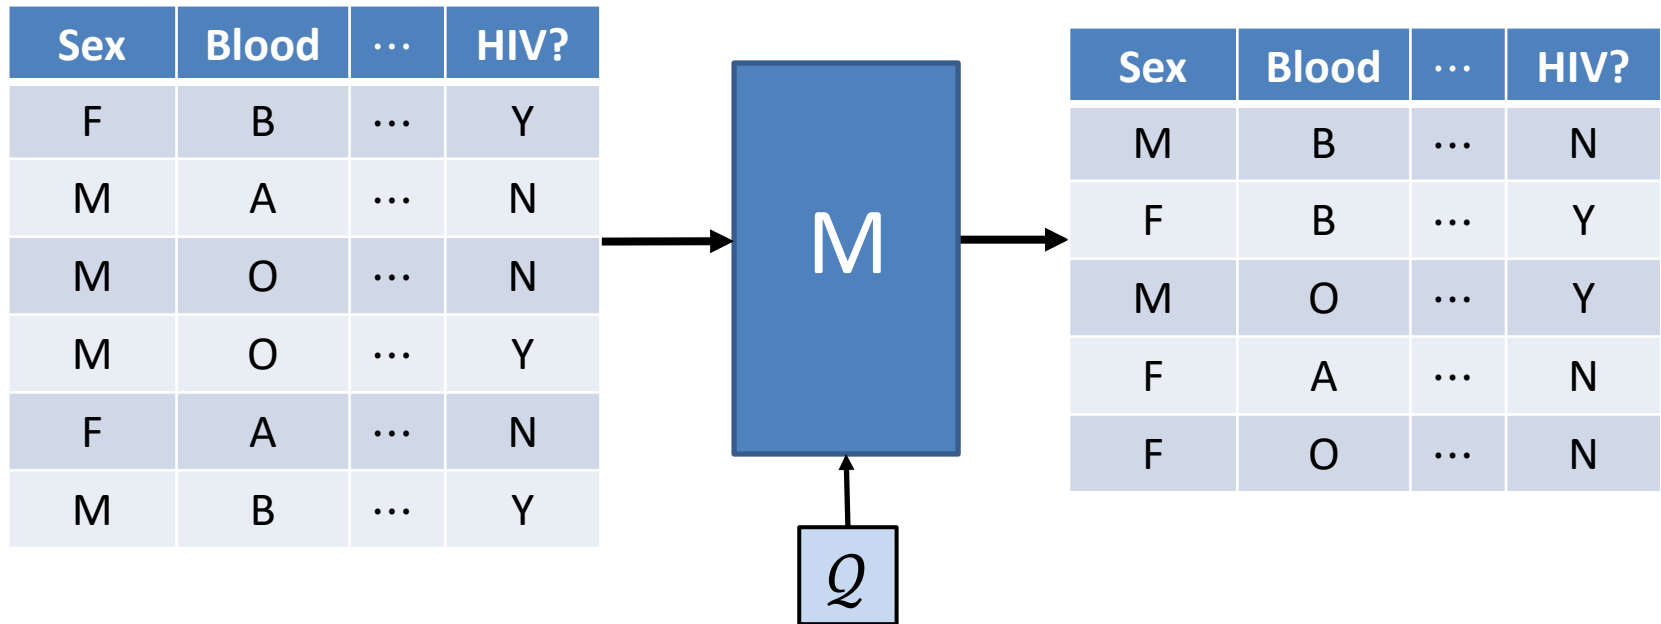 Sex Blood ⋯ HIV?
F B ⋯ Y
M A ⋯ N
M O ⋯ N
M O ⋯ Y
F A ⋯ N
M B ⋯ Y
M
𝒬
Sex Blood ⋯ HIV?
M B ⋯ N
F B ⋯ Y
M O ⋯ Y
F A ⋯ N
F O ⋯ N